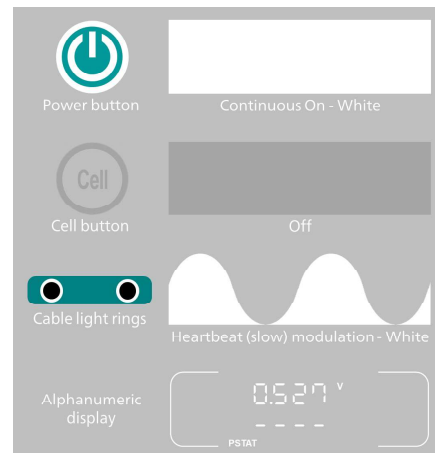 Power button
Continuous On - White
Cell
Cell button
Off
Cable light rings
Heartbeat (slow) modulation - White
Alphanumeric
display
0.527 V
- - - -
PSTAT